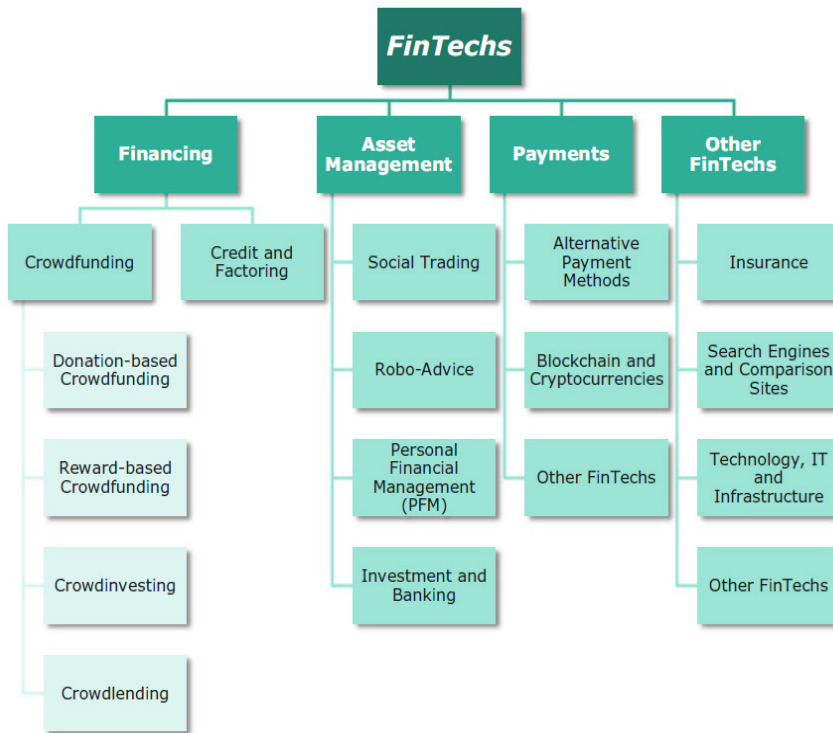 FinTechs
Financing
Asset
Management
Payments
Other
FinTechs
Crowdfunding
Credit and
Factoring
Social Trading
Alternative
Payment
Methods
Insurance
Donation-based
Crowdfunding
Robo-Advice
Blockchain and
Cryptocurrencies
Search Engines
and Comparison
Sites
Reward-based
Crowdfunding
Personal
Financial
Management
(PFM)
Other FinTechs
Technology, IT
and
Infrastructure
Crowdinvesting
Investment and
Banking
Other FinTechs
Crowdlending